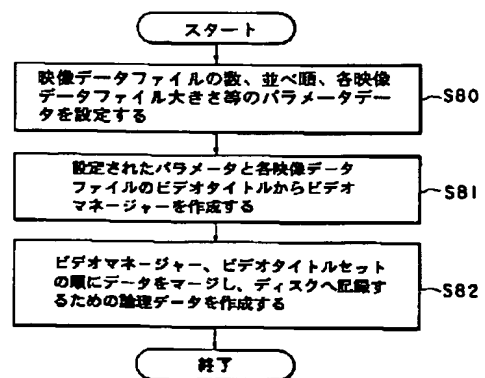 スタート
映像データファイルの数、並べ順、各映像
データファイル大きさ等のパラメータデー
タを設定する
S80
設定されたパラメータと各映像データ
ファイルのビデオタイトルからビデオ
マネージャーを作成する
S81
ビデオマネージャー、ビデオタイトルセット
の順にデータをマージし、ディスクへ記録す
るための論理データを作成する
S82
終了